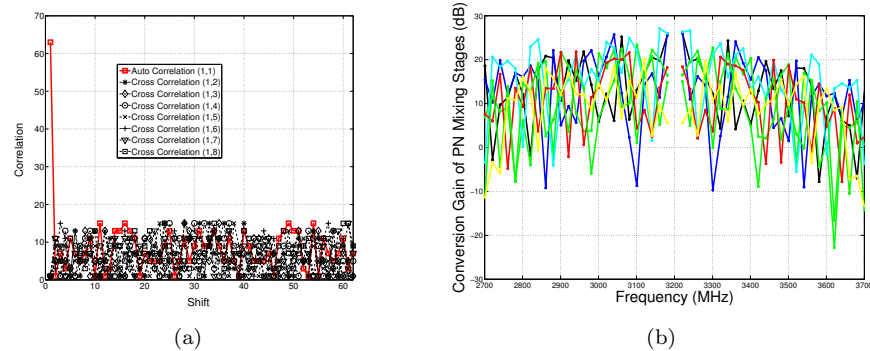 70
60
50
40
30
20
10
0
Correlation
0 10 20 30 40 50 60
Shift
Auto Correlation (1,1)
Cross Correlation (1,2)
Cross Correlation (1,3)
Cross Correlation (1,4)
Cross Correlation (1,5)
Cross Correlation (1,6)
Cross Correlation (1,7)
Cross Correlation (1,8)
(a)
30
20
10
0
-10
-20
-30
Conversion Gain of PN Mixing Stages (dB)
2700 2800 2900 3000 3100 3200 3300 3400 3500 3600 3700
Frequency (MHz)
(b)